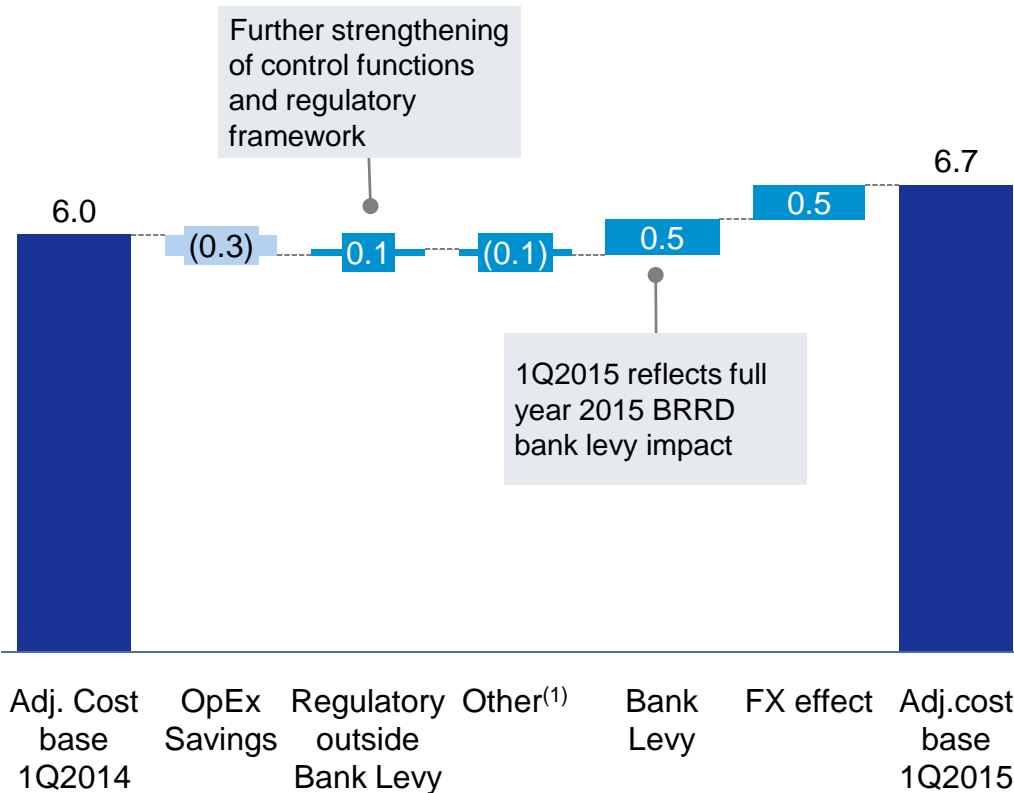 Further strengthening
of control functions
and regulatory
framework
6.0
(0.3)
0.1
(0.1)
0.5
0.5
6.7
1Q2015 reflects full
year 2015 BRRD
bank levy impact
Adj. Cost
base
1Q2014
OpEx
Savings
Regulatory
outside
Bank Levy
Other(1)
Bank
Levy
FX effect
Adj.cost
base
1Q2015